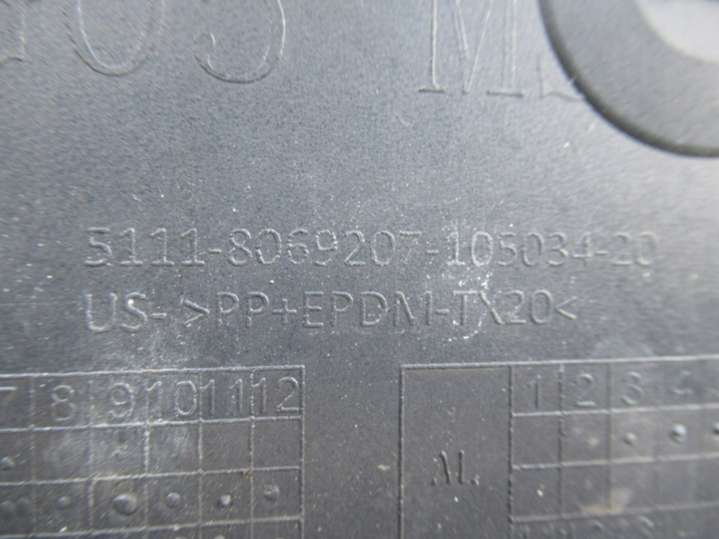 5111-8069207-105034-20
US- >PP+EPDM-TX20<
7 8 9 10 11 12
M. 1 2 3 4